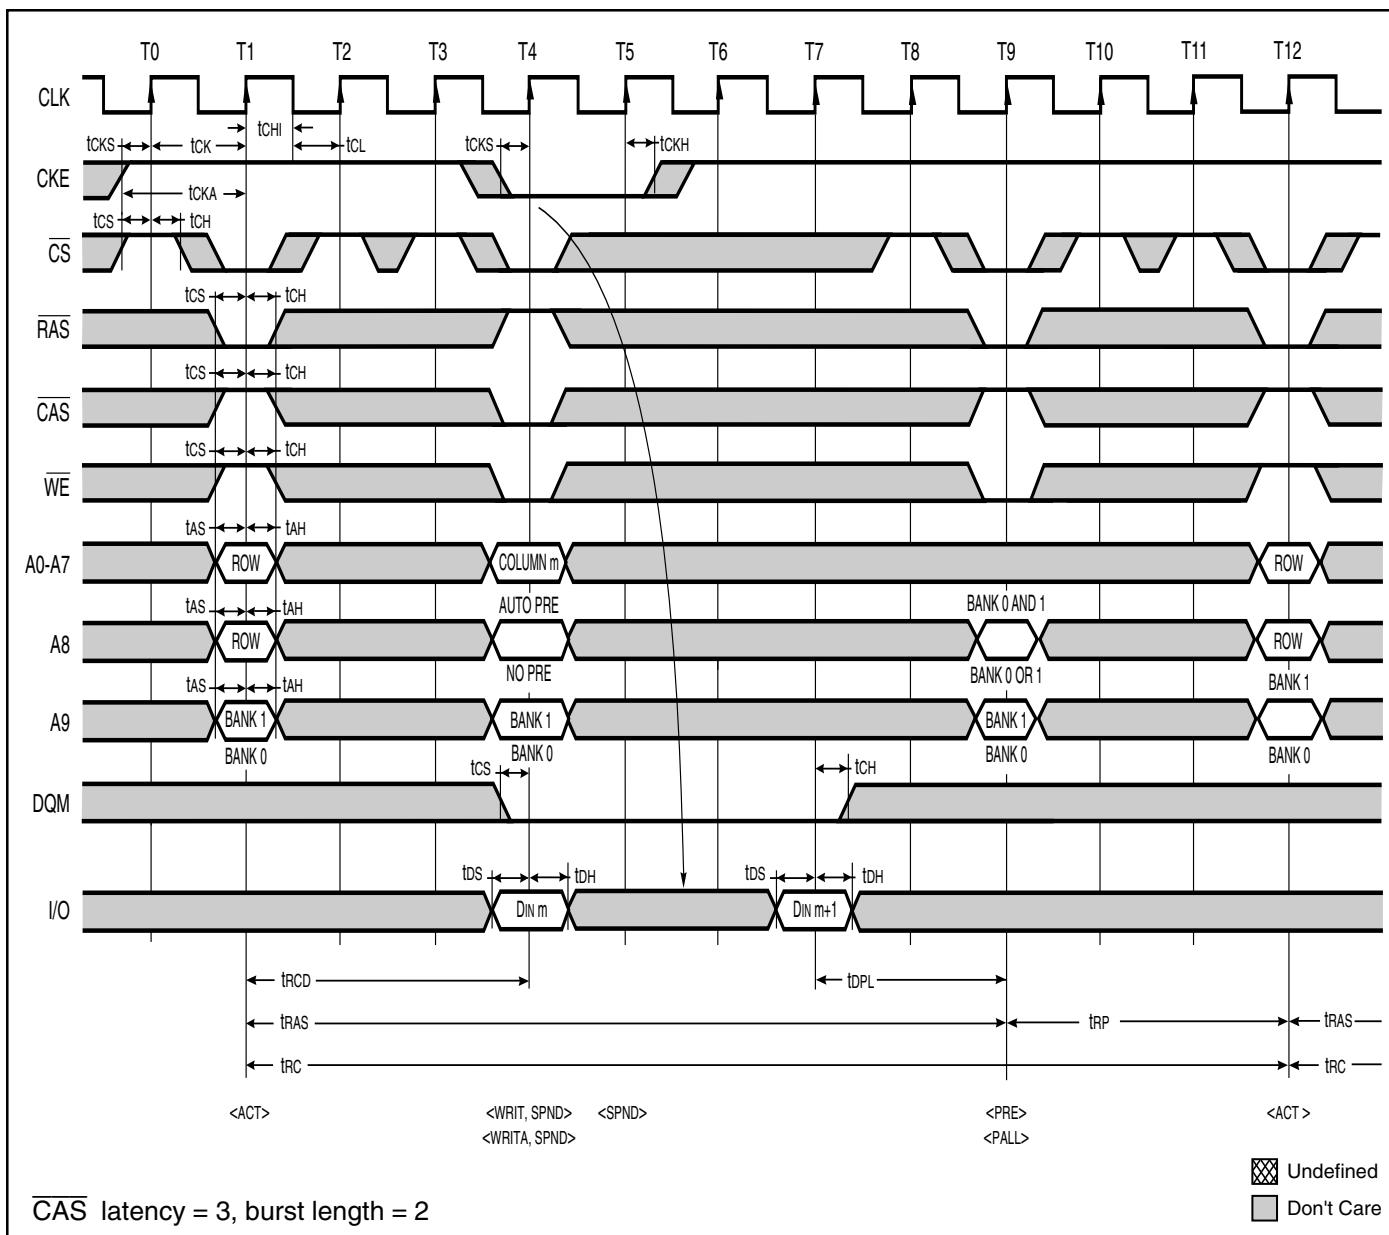 T0 T1 T2 T3 T4 T5 T6 T7 T8 T9 T10 T11 T12
CLK
tCHI
tCKS tCK tCL tCKS tCKH
CKE
tCKA
tCS tCH
CS
tCS tCH
RAS
tCS tCH
CAS
tCS tCH
WE
tAS tAH
A0-A7 ROW COLUMN m ROW
tAS tAH AUTO PRE BANK 0 AND 1
A8 ROW ROW
NO PRE BANK 0 OR 1 BANK 1
tAS tAH
A9 BANK 1 BANK 1 BANK 1
BANK 0 BANK 0 BANK 0 BANK 0
tCS tCH
DQM
tDS tDH tDS tDH
I/O DIN m DIN m+1
tRCD tDPL
tRAS tRP tRAS
tRC tRC
<ACT> <WRIT, SPND> <SPND> <PRE> <ACT >
<WRITA, SPND> <PALL>
Undefined
CAS latency = 3, burst length = 2 Don't Care